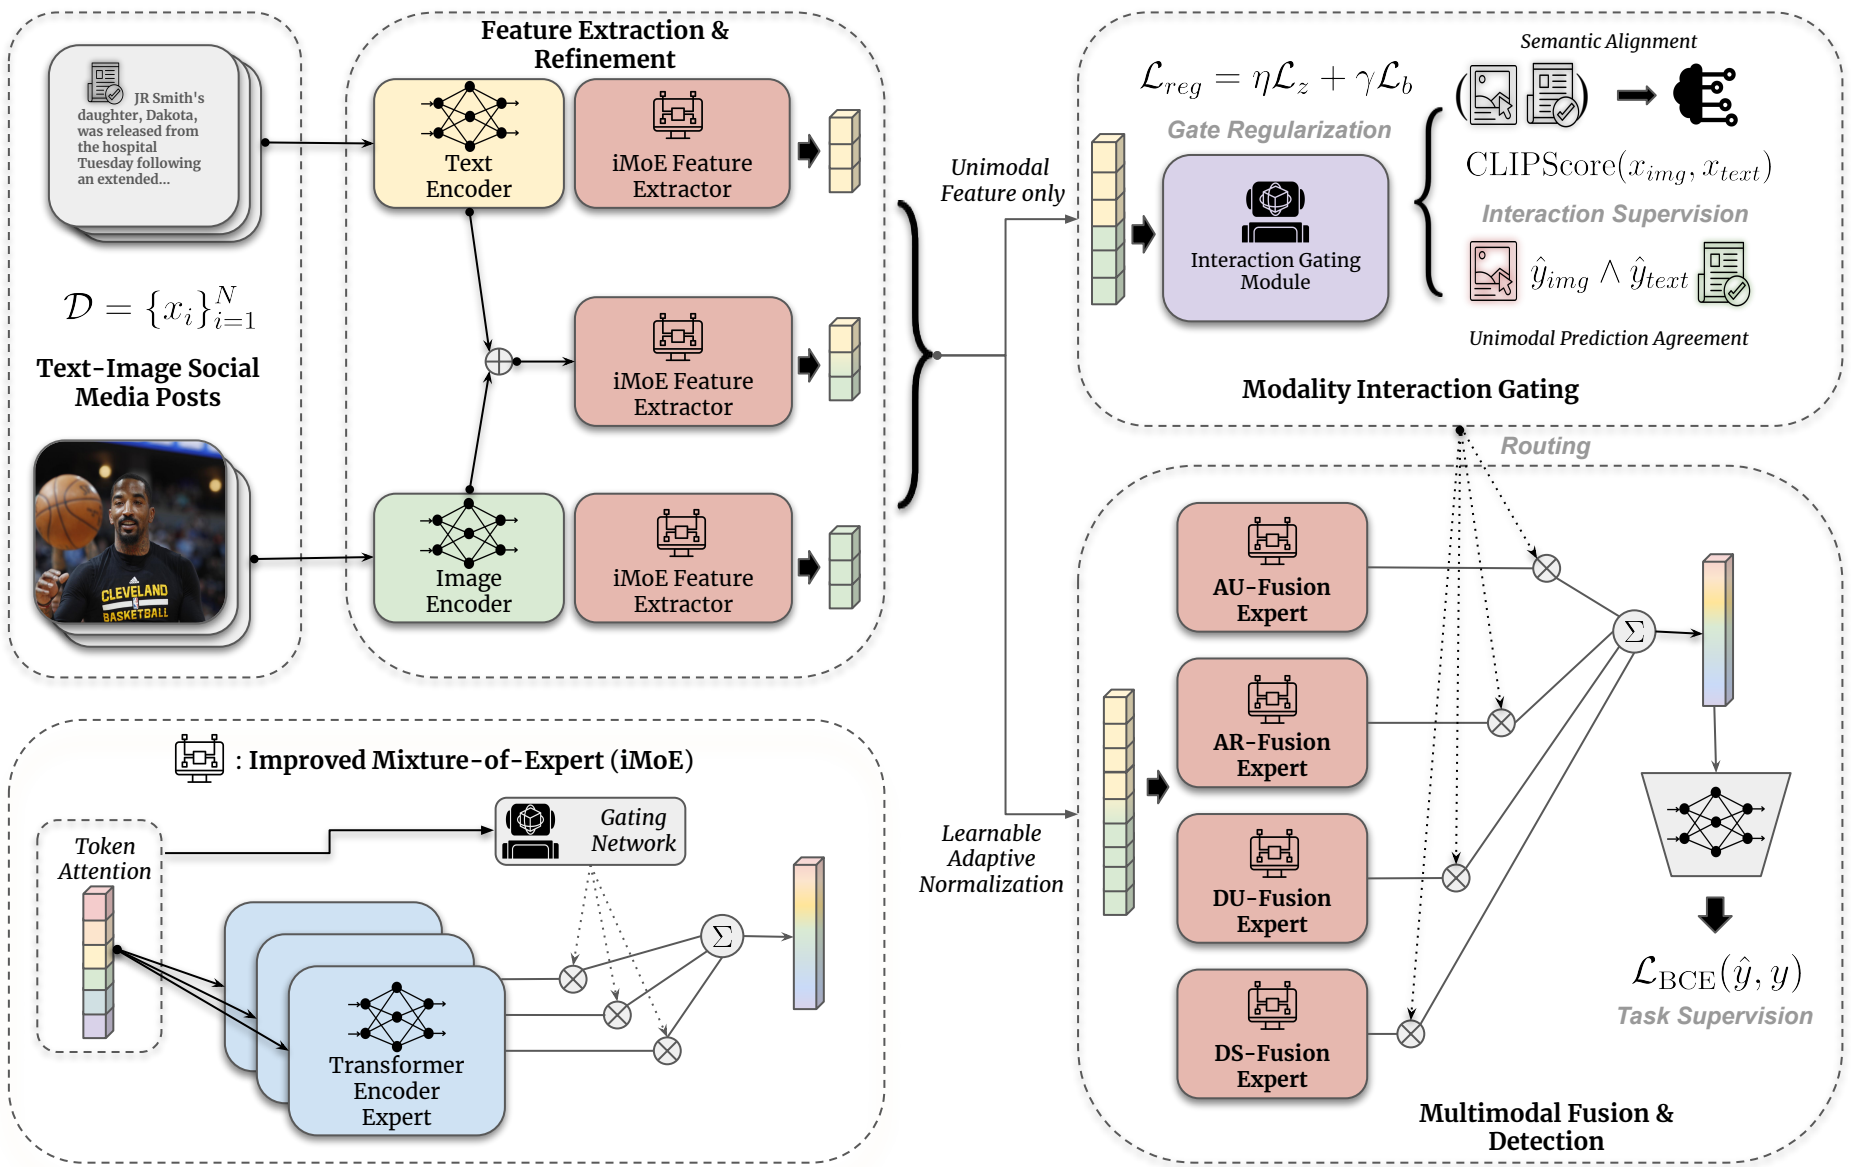 JR Smith's
daughter, Dakota,
was released from
the hospital
Tuesday following
an extended...
𝒟 = {x_i}_{i=1}^N
Text-Image Social
Media Posts
CLEVELAND
BASKETBALL
Feature Extraction &
Refinement
Text
Encoder
iMoE Feature
Extractor
iMoE Feature
Extractor
Image
Encoder
iMoE Feature
Extractor
Unimodal
Feature only
Learnable
Adaptive
Normalization
ℒ_reg = ηℒ_z + γℒ_b
Gate Regularization
Interaction Gating
Module
Semantic Alignment
( )
CLIPScore(x_img, x_text)
Interaction Supervision
ŷ_img ∧ ŷ_text
Unimodal Prediction Agreement
Modality Interaction Gating
Routing
AU-Fusion
Expert
AR-Fusion
Expert
DU-Fusion
Expert
DS-Fusion
Expert
Σ
ℒ_BCE(ŷ, y)
Task Supervision
Multimodal Fusion &
Detection
: Improved Mixture-of-Expert (iMoE)
Token
Attention
Gating
Network
Transformer
Encoder
Expert
Σ